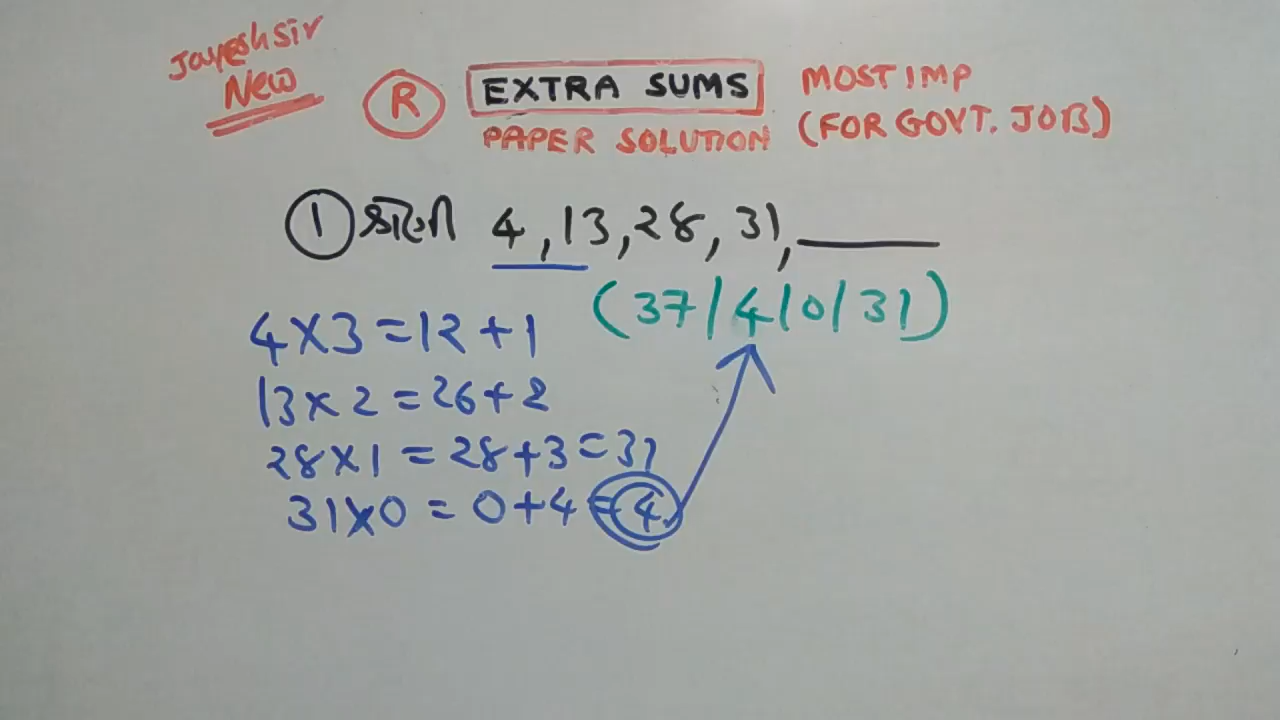 Jayesh Sir
New
R
EXTRA SUMS
MOST IMP
PAPER SOLUTION
(FOR GOVT. JOB)
1 શ્રેણી 4, 13, 28, 31, ______
(37/4/0/31)
4×3=12+1
13×2=26+2
28×1=28+3=31
31×0=0+4=4